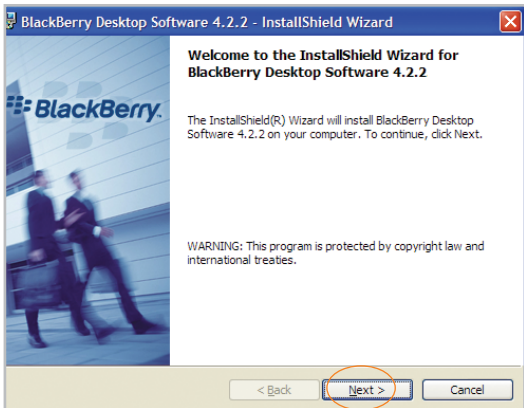 BlackBerry Desktop Software 4.2.2 - InstallShield Wizard
BlackBerry.
Welcome to the InstallShield Wizard for
BlackBerry Desktop Software 4.2.2
The InstallShield(R) Wizard will install BlackBerry Desktop
Software 4.2.2 on your computer. To continue, click Next.
WARNING: This program is protected by copyright law and
international treaties.
< Back Next > Cancel